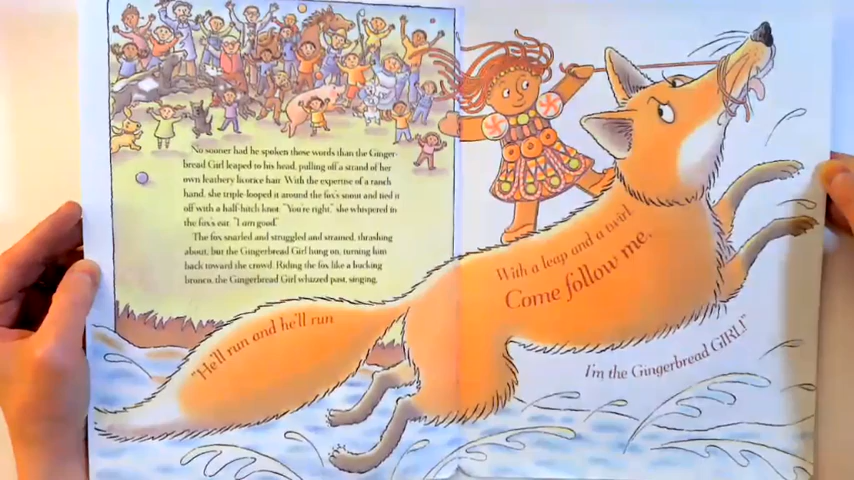 No sooner had he spoken those words than the Ginger-
bread Girl leaped to his head, pulling off a strand of her
own leathery licorice hair. With the expertise of a ranch
hand, she triple-looped it around the fox's snout and tied it
off with a half-hitch knot. "You're right," she whispered in
the fox's ear. "I am good."
The fox snarled and struggled and strained, thrashing
about, but the Gingerbread Girl hung on, turning him
back toward the crowd. Riding the fox like a bucking
bronco, the Gingerbread Girl whizzed past, singing,
"He'll run and he'll run
With a leap and a twirl.
Come follow me.
I'm the Gingerbread GIRL!"